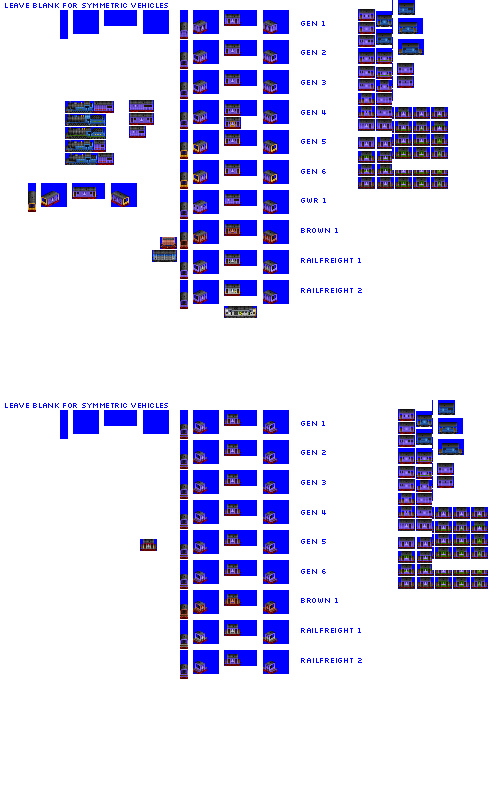 LEAVE BLANK FOR SYMMETRIC VEHICLES
GEN 1
GEN 2
GEN 3
GEN 4
GEN 5
GEN 6
GWR 1
BROWN 1
RAILFREIGHT 1
RAILFREIGHT 2
LEAVE BLANK FOR SYMMETRIC VEHICLES
GEN 1
GEN 2
GEN 3
GEN 4
GEN 5
GEN 6
BROWN 1
RAILFREIGHT 1
RAILFREIGHT 2